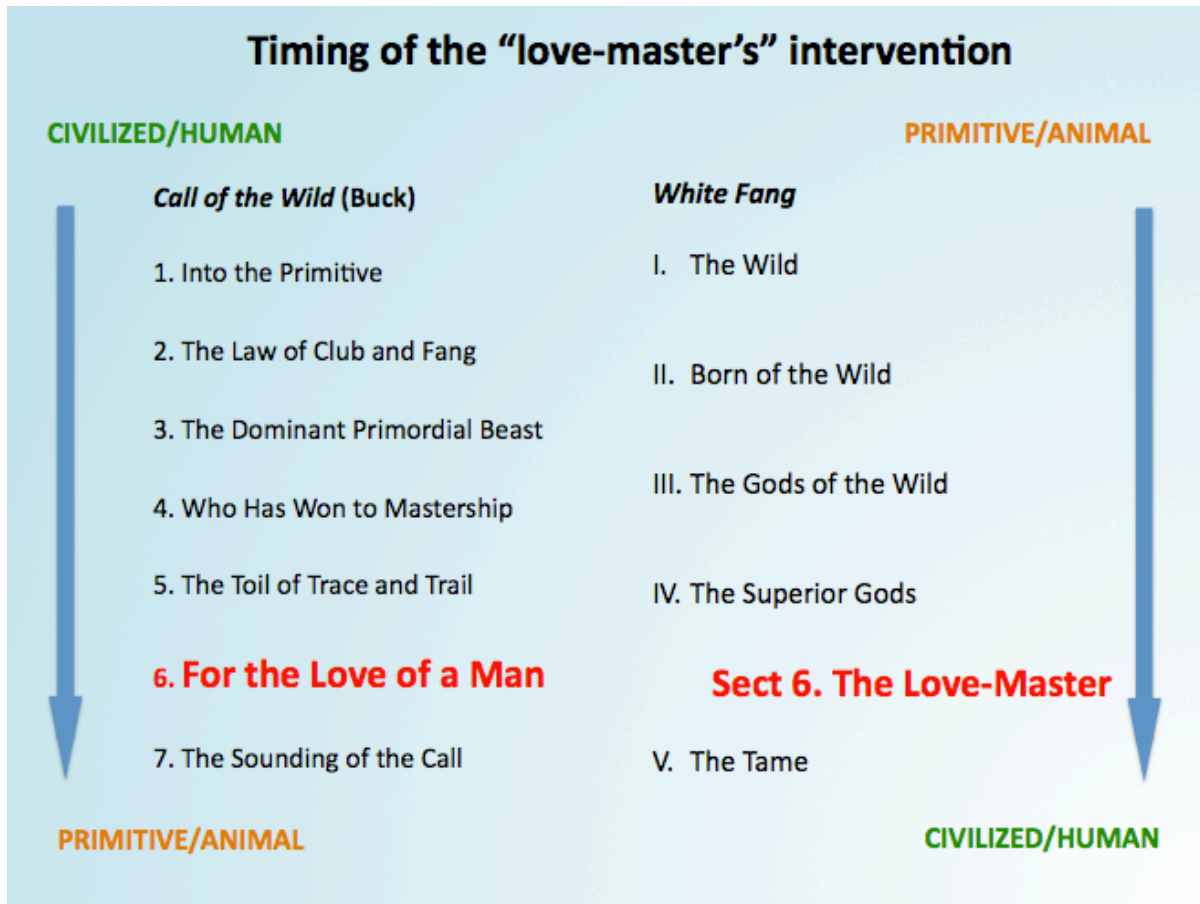 Timing of the “love-master’s” intervention
CIVILIZED/HUMAN
Call of the Wild (Buck)
1. Into the Primitive
2. The Law of Club and Fang
3. The Dominant Primordial Beast
4. Who Has Won to Mastership
5. The Toil of Trace and Trail
6. For the Love of a Man
7. The Sounding of the Call
PRIMITIVE/ANIMAL
PRIMITIVE/ANIMAL
White Fang
I. The Wild
II. Born of the Wild
III. The Gods of the Wild
IV. The Superior Gods
Sect 6. The Love-Master
V. The Tame
CIVILIZED/HUMAN